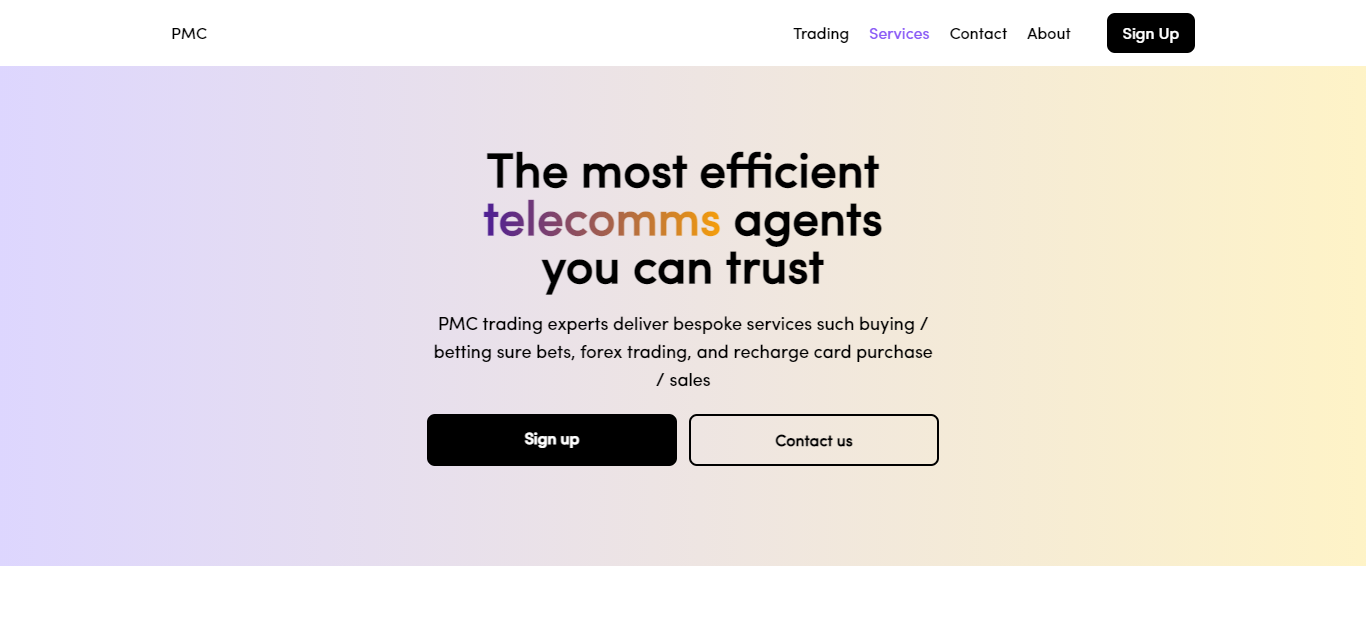 PMC
Trading Services Contact About Sign Up
The most efficient
telecomms agents
you can trust
PMC trading experts deliver bespoke services such buying /
betting sure bets, forex trading, and recharge card purchase
/ sales
Sign up Contact us